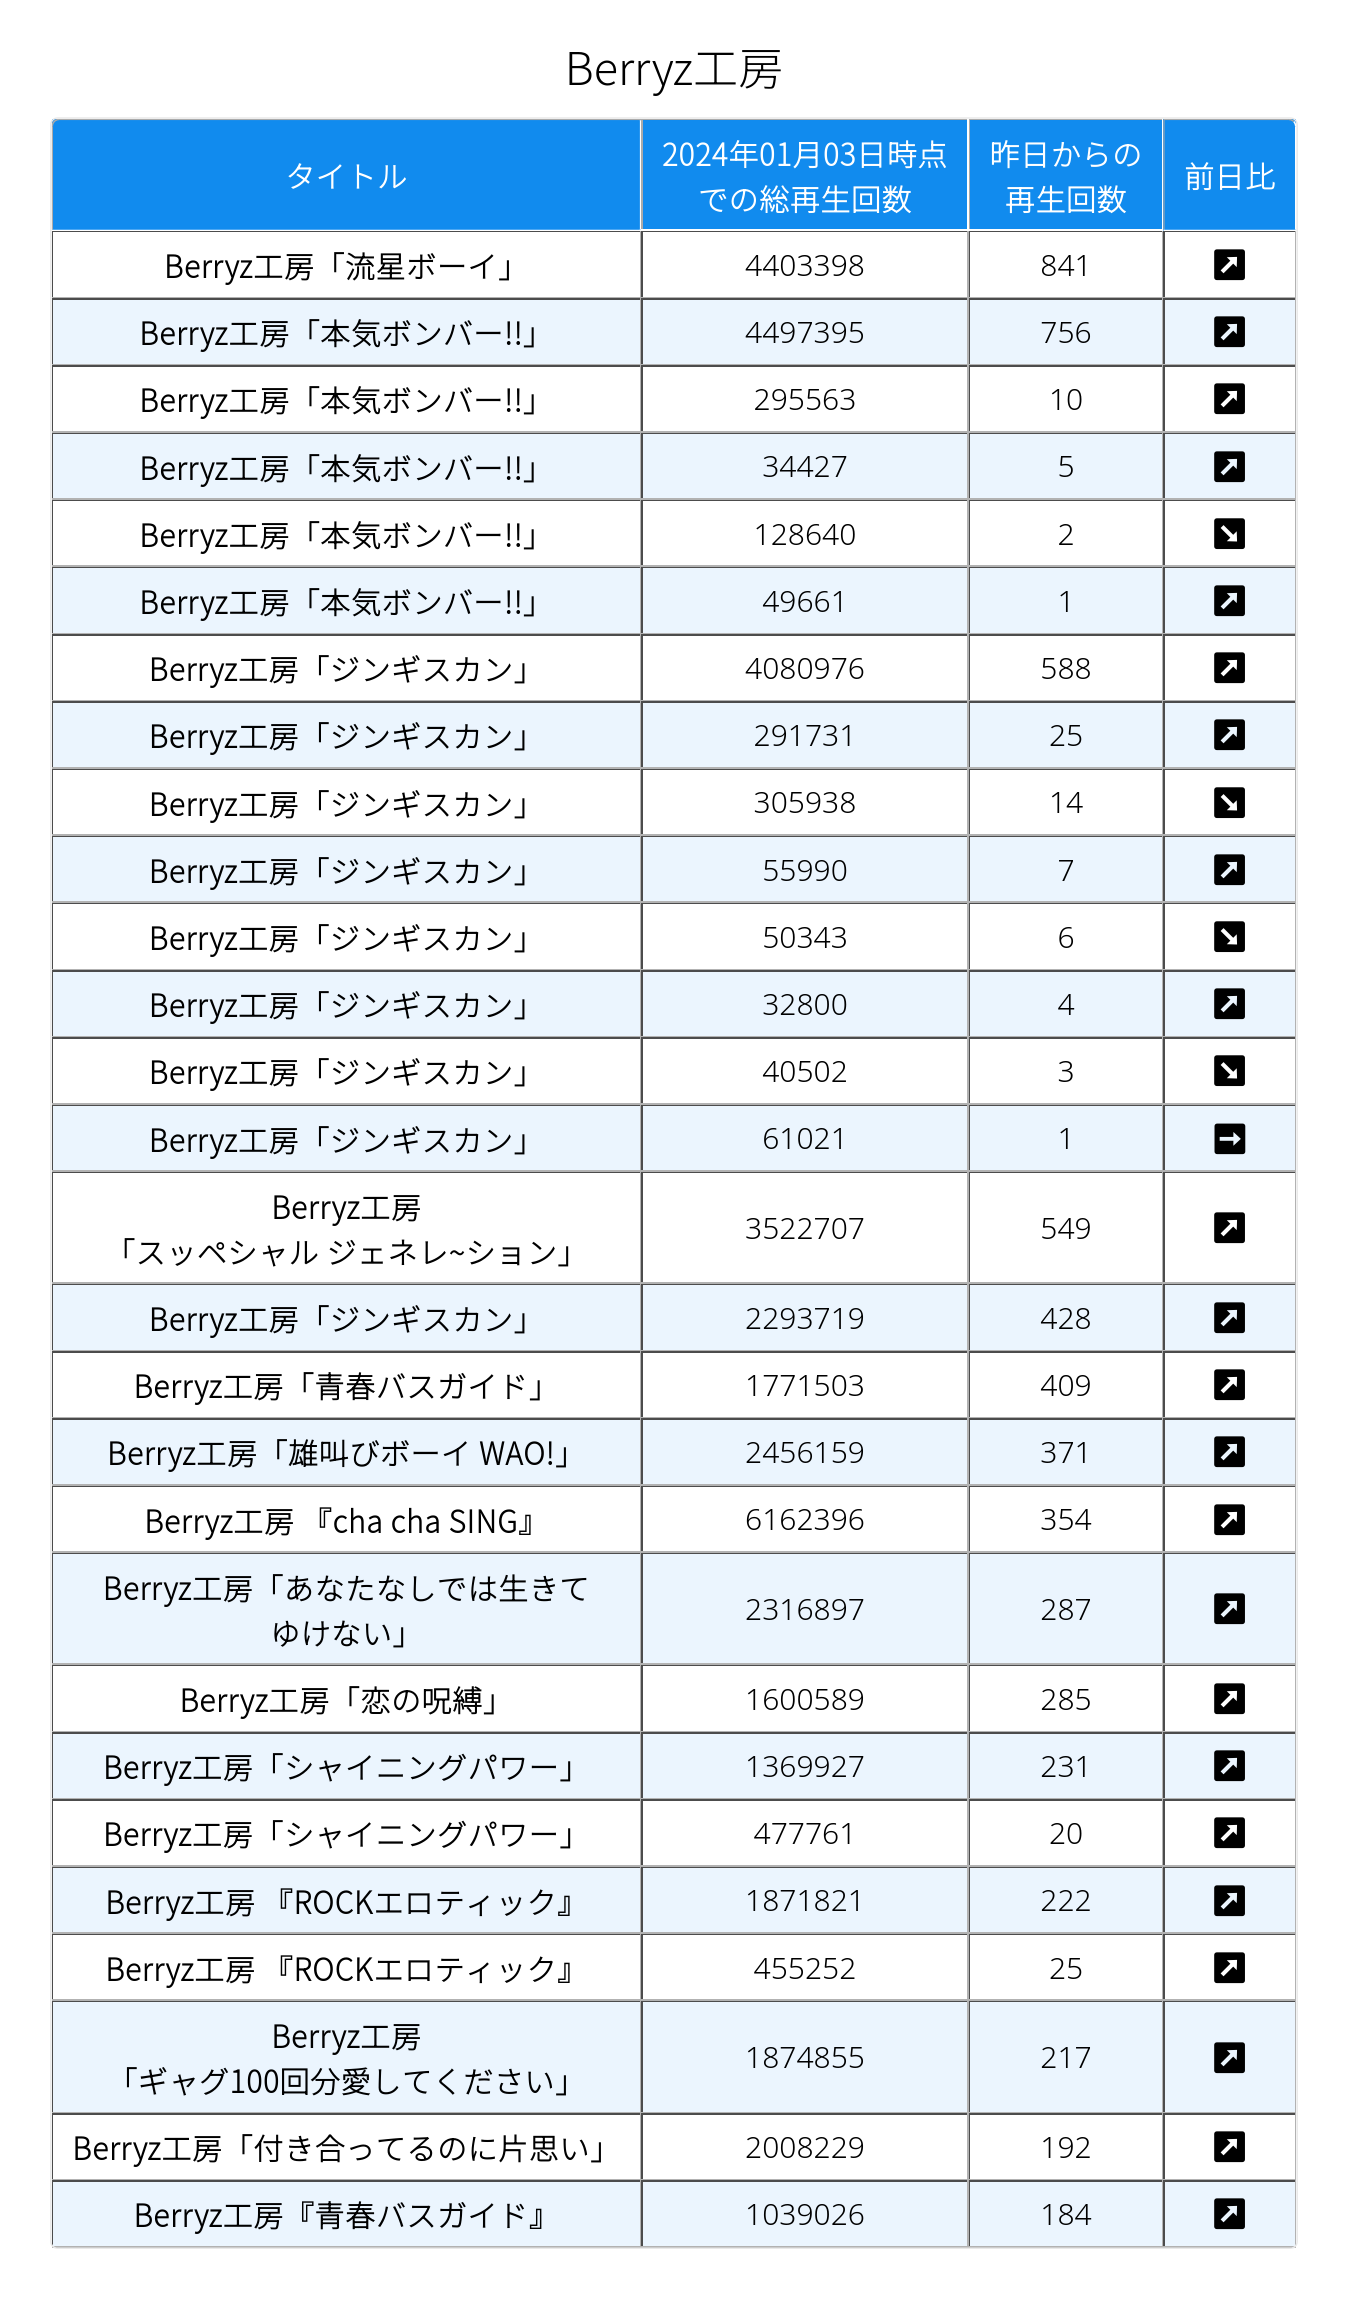 Berryz工房
タイトル 2024年01月03日時点 昨日からの 前日比
での総再生回数 再生回数
Berryz工房「流星ボーイ」 4403398 841
Berryz工房「本気ボンバー!!」 4497395 756
Berryz工房「本気ボンバー!!」 295563 10
Berryz工房「本気ボンバー!!」 34427 5
Berryz工房「本気ボンバー!!」 128640 2
Berryz工房「本気ボンバー!!」 49661 1
Berryz工房「ジンギスカン」 4080976 588
Berryz工房「ジンギスカン」 291731 25
Berryz工房「ジンギスカン」 305938 14
Berryz工房「ジンギスカン」 55990 7
Berryz工房「ジンギスカン」 50343 6
Berryz工房「ジンギスカン」 32800 4
Berryz工房「ジンギスカン」 40502 3
Berryz工房「ジンギスカン」 61021 1
Berryz工房
「スッペシャル ジェネレ~ション」 3522707 549
Berryz工房「ジンギスカン」 2293719 428
Berryz工房「青春バスガイド」 1771503 409
Berryz工房「雄叫びボーイ WAO!」 2456159 371
Berryz工房 『cha cha SING』 6162396 354
Berryz工房「あなたなしでは生きて
ゆけない」 2316897 287
Berryz工房「恋の呪縛」 1600589 285
Berryz工房「シャイニングパワー」 1369927 231
Berryz工房「シャイニングパワー」 477761 20
Berryz工房 『ROCKエロティック』 1871821 222
Berryz工房 『ROCKエロティック』 455252 25
Berryz工房
「ギャグ100回分愛してください」 1874855 217
Berryz工房「付き合ってるのに片思い」 2008229 192
Berryz工房『青春バスガイド』 1039026 184